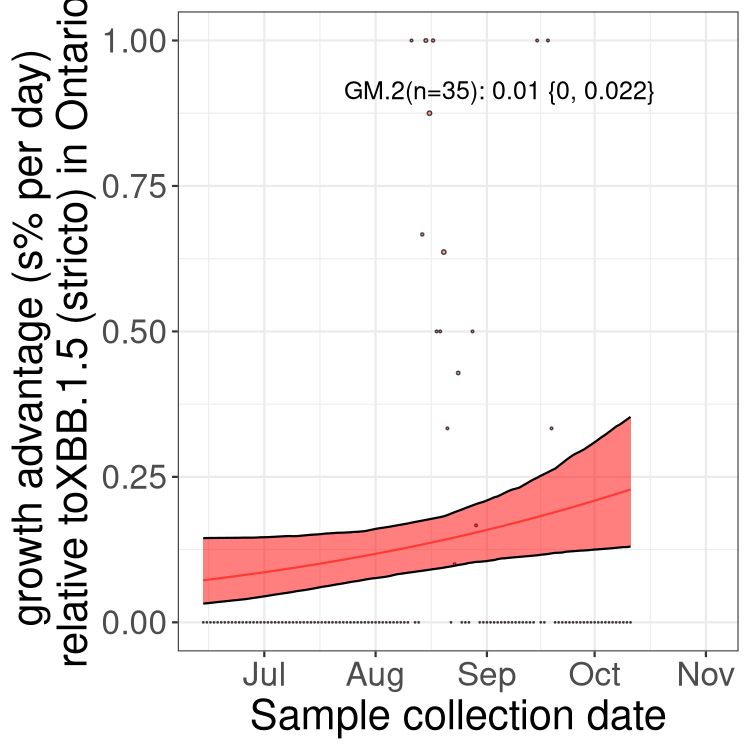 growth advantage (s% per day)
relative toXBB.1.5 (stricto) in Ontario
1.00
0.75
0.50
0.25
0.00
GM.2(n=35): 0.01 {0, 0.022}
Jul Aug Sep Oct Nov
Sample collection date